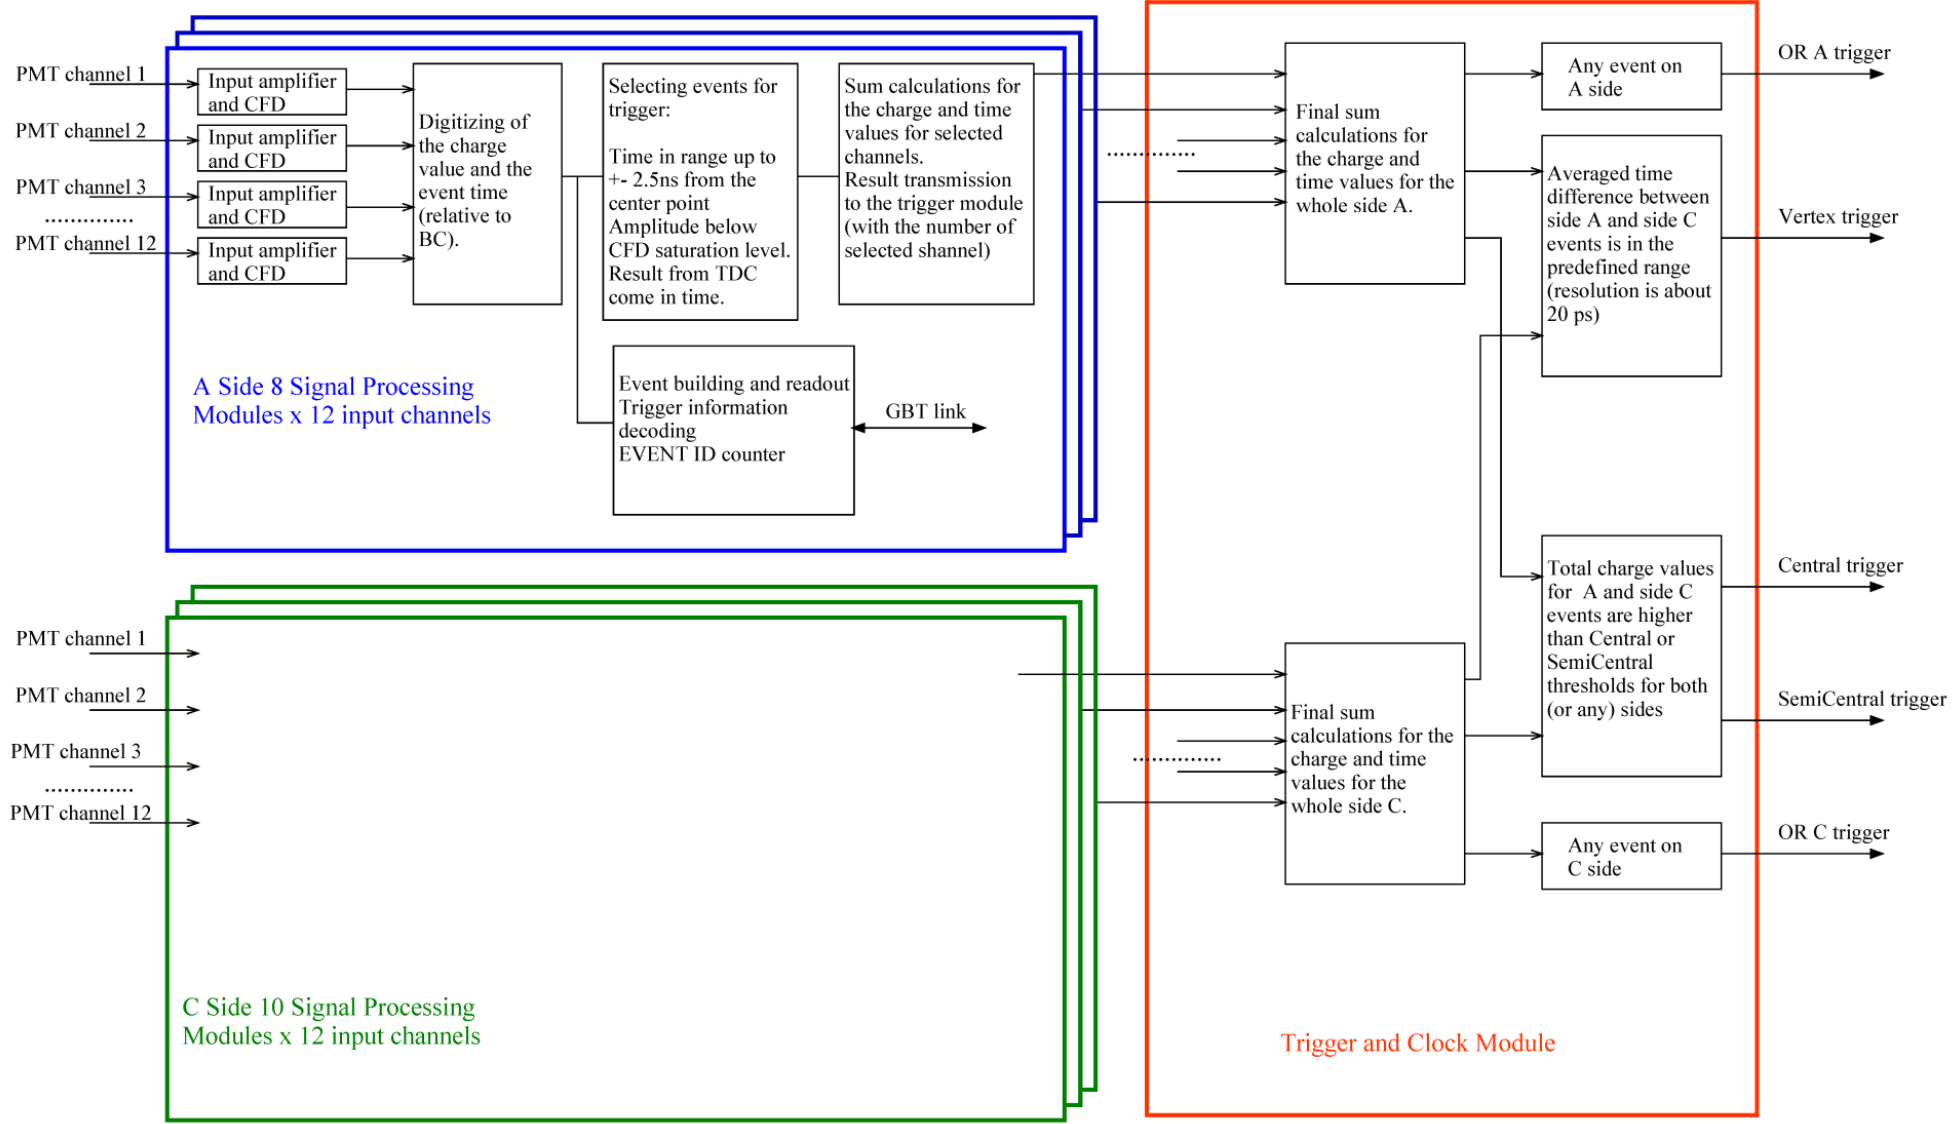 PMT channel 1
PMT channel 2
PMT channel 3
..............
PMT channel 12
Input amplifier
and CFD
Input amplifier
and CFD
Input amplifier
and CFD
Input amplifier
and CFD
Digitizing of
the charge
value and the
event time
(relative to
BC).
Selecting events for
trigger:
Time in range up to
+- 2.5ns from the
center point
Amplitude below
CFD saturation level.
Result from TDC
come in time.
Sum calculations for
the charge and time
values for selected
channels.
Result transmission
to the trigger module
(with the number of
selected shannel)
Event building and readout
Trigger information
decoding
EVENT ID counter
GBT link
A Side 8 Signal Processing
Modules x 12 input channels
..............
Final sum
calculations for
the charge and
time values for the
whole side A.
Any event on
A side
OR A trigger
Averaged time
difference between
side A and side C
events is in the
predefined range
(resolution is about
20 ps)
Vertex trigger
PMT channel 1
PMT channel 2
PMT channel 3
..............
PMT channel 12
C Side 10 Signal Processing
Modules x 12 input channels
..............
Final sum
calculations for the
charge and time
values for the
whole side C.
Total charge values
for A and side C
events are higher
than Central or
SemiCentral
thresholds for both
(or any) sides
Central trigger
SemiCentral trigger
Any event on
C side
OR C trigger
Trigger and Clock Module